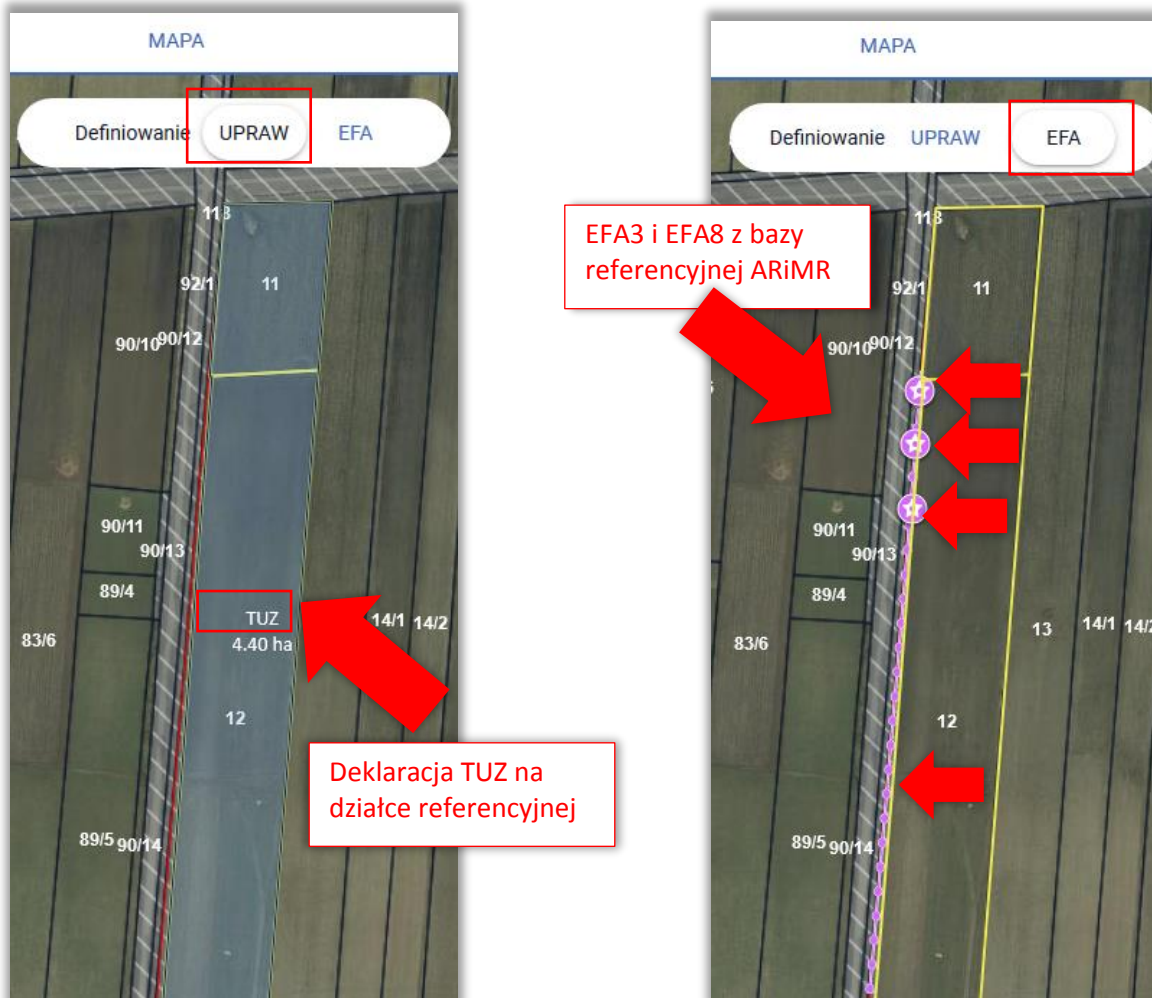 MAPA
Definiowanie UPRAW EFA
113
92/1 11
90/10 90/12
90/11
90/13
89/4
TUZ
4.40 ha
14/1 14/2
83/6
12
Deklaracja TUZ na
działce referencyjnej
89/5 90/14
MAPA
Definiowanie UPRAW EFA
EFA3 i EFA8 z bazy
referencyjnej ARiMR
113
92/1 11
90/10 90/12
90/11
90/13
89/4
13 14/1 14/2
83/6
12
89/5 90/14